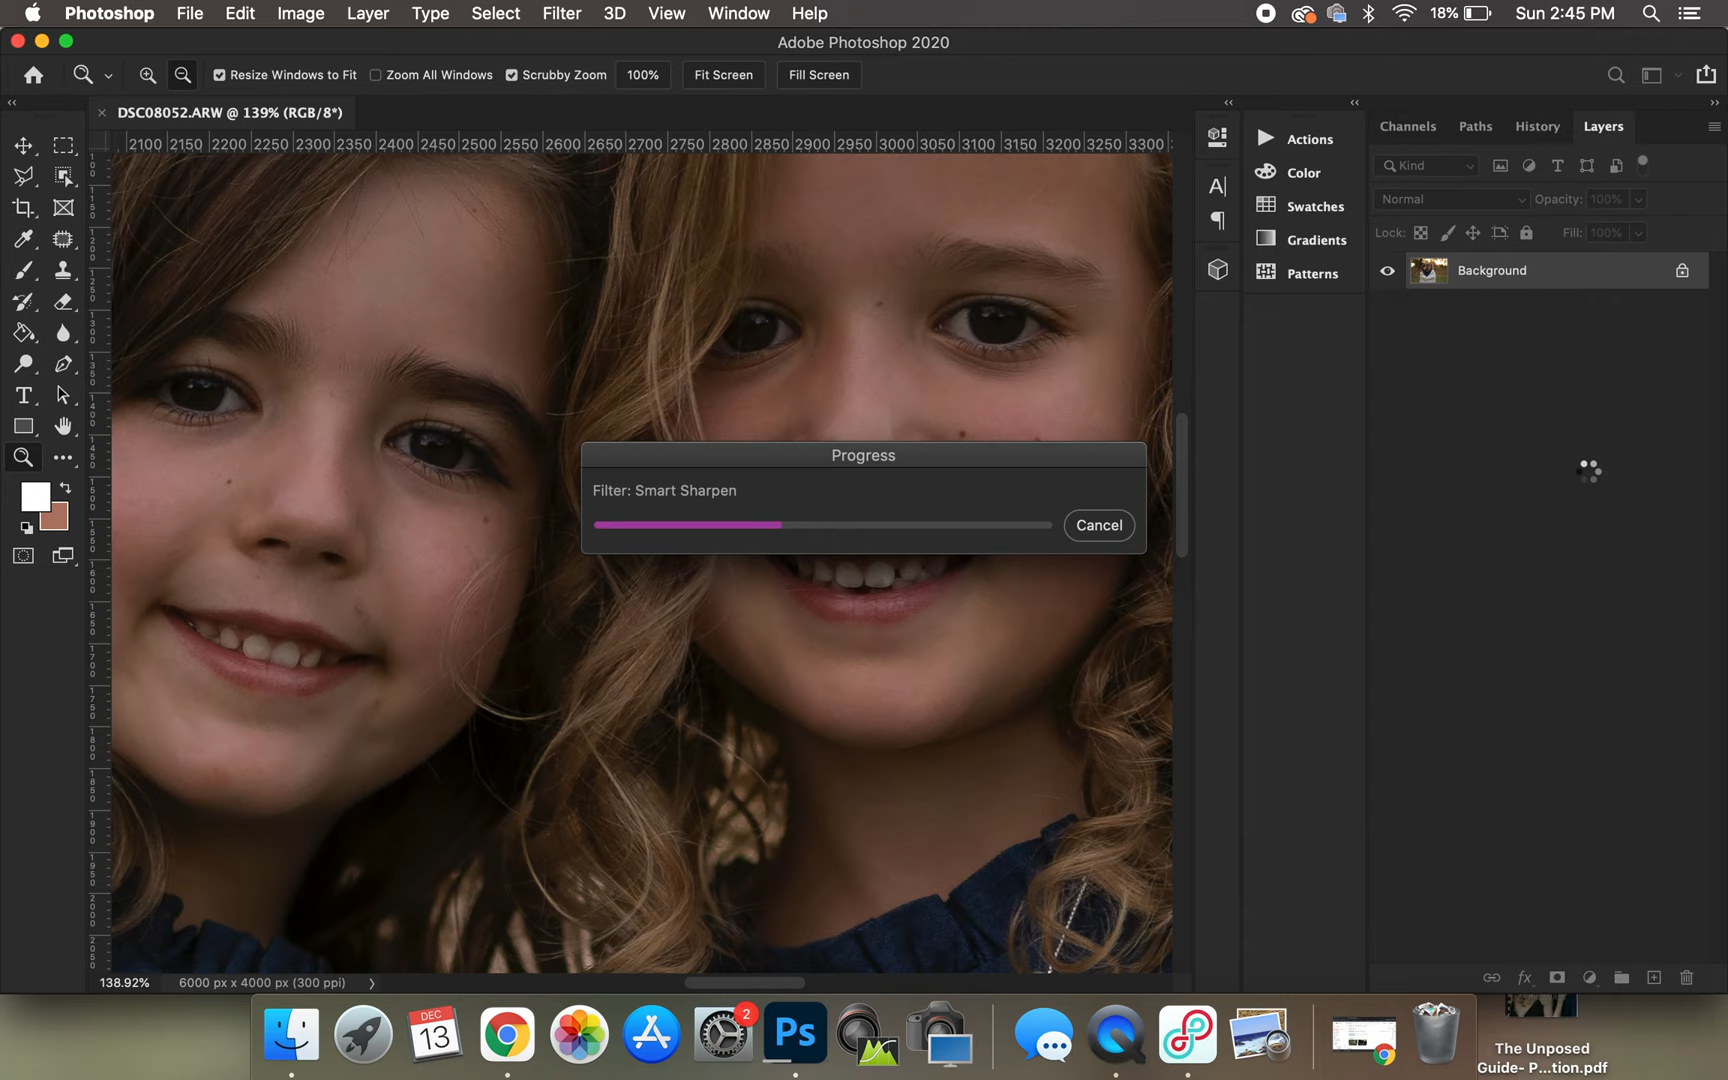 Photoshop File Edit Image Layer Type Select Filter 3D View Window Help 18% Sun 2:45 PM
Adobe Photoshop 2020
Resize Windows to Fit Zoom All Windows Scrubby Zoom 100% Fit Screen Fill Screen
DSC08052.ARW @ 139% (RGB/8*)
2100 2150 2200 2250 2300 2350 2400 2450 2500 2550 2600 2650 2700 2750 2800 2850 2900 2950 3000 3050 3100 3150 3200 3250 3300
Actions
Color
Swatches
Gradients
Patterns
Channels Paths History Layers
Kind
Normal Opacity: 100%
Lock: Fill: 100%
Background
Progress
Filter: Smart Sharpen
Cancel
138.92% 6000 px x 4000 px (300 ppi)
DEC
13
2
Ps
The Unposed
Guide- P...tion.pdf